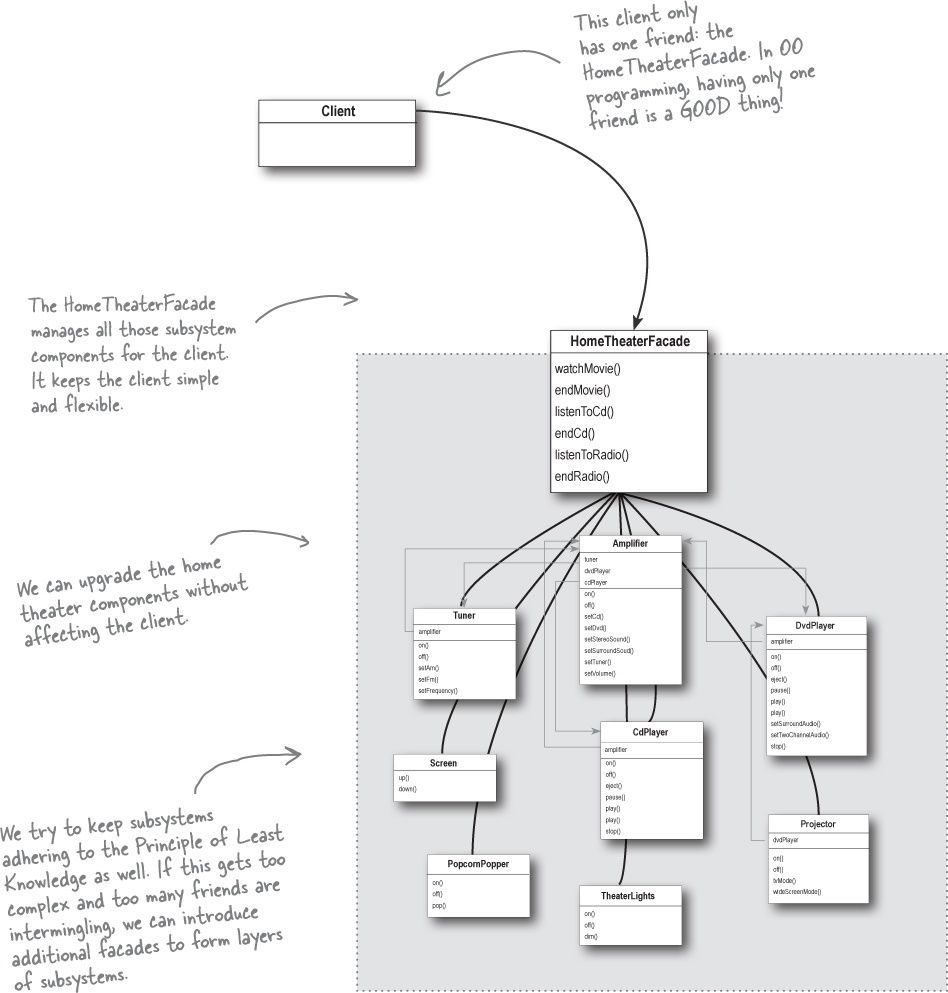 This client only
has one friend: the
HomeTheaterFacade. In OO
programming, having only one
friend is a GOOD thing!
Client
The HomeTheaterFacade
manages all those subsystem
components for the client.
It keeps the client simple
and flexible.
HomeTheaterFacade
watchMovie()
endMovie()
listenToCd()
endCd()
listenToRadio()
endRadio()
We can upgrade the home
theater components without
affecting the client.
Amplifier
tuner
dvdPlayer
cdPlayer
on()
off()
setCd()
setDvd()
setStereoSound()
setSurroundSoud()
setTuner()
setVolume()
Tuner
amplifier
on()
off()
setAm()
setFm()
setFrequency()
DvdPlayer
amplifier
on()
off()
eject()
pause()
play()
play()
setSurroundAudio()
setTwoChannelAudio()
stop()
Screen
up()
down()
CdPlayer
amplifier
on()
off()
eject()
pause()
play()
play()
stop()
We try to keep subsystems
adhering to the Principle of Least
Knowledge as well. If this gets too
complex and too many friends are
intermingling, we can introduce
additional facades to form layers
of subsystems.
PopcornPopper
on()
off()
pop()
TheaterLights
on()
off()
dim()
Projector
dvdPlayer
on()
off()
tvMode()
wideScreenMode()